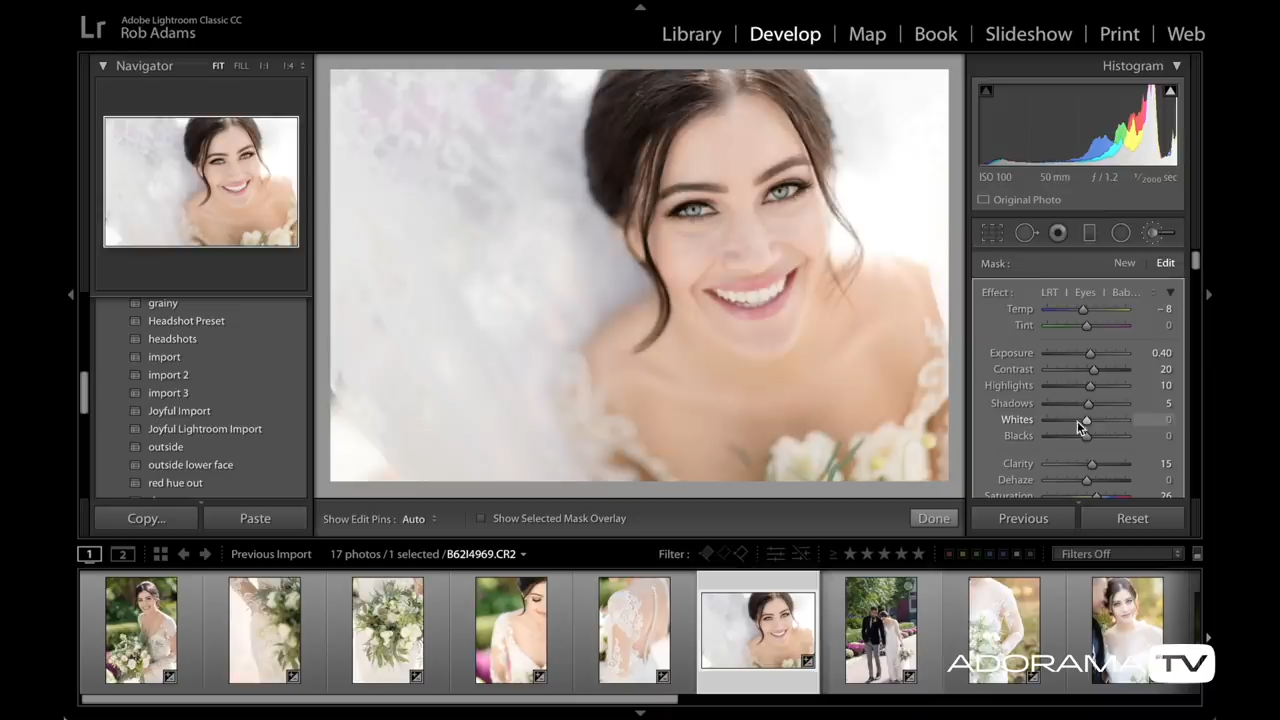 Lr
Adobe Lightroom Classic CC
Rob Adams
Library | Develop | Map | Book | Slideshow | Print | Web
Navigator FIT FILL 1:1 1:4
Histogram
ISO 100 50 mm ƒ / 1.2 1/2000 sec
Original Photo
Mask : New Edit
Effect : LRT | Eyes | Bab...
Temp – 8
Tint 0
Exposure 0.40
Contrast 20
Highlights 10
Shadows 5
Whites 0
Blacks 0
Clarity 15
Dehaze 0
Saturation 26
grainy
Headshot Preset
headshots
import
import 2
import 3
Joyful Import
Joyful Lightroom Import
outside
outside lower face
red hue out
Copy... Paste
Show Edit Pins : Auto Show Selected Mask Overlay Done
Previous Reset
1 2 Previous Import 17 photos / 1 selected / B62I4969.CR2 Filter : Filters Off
ADORAMA TV